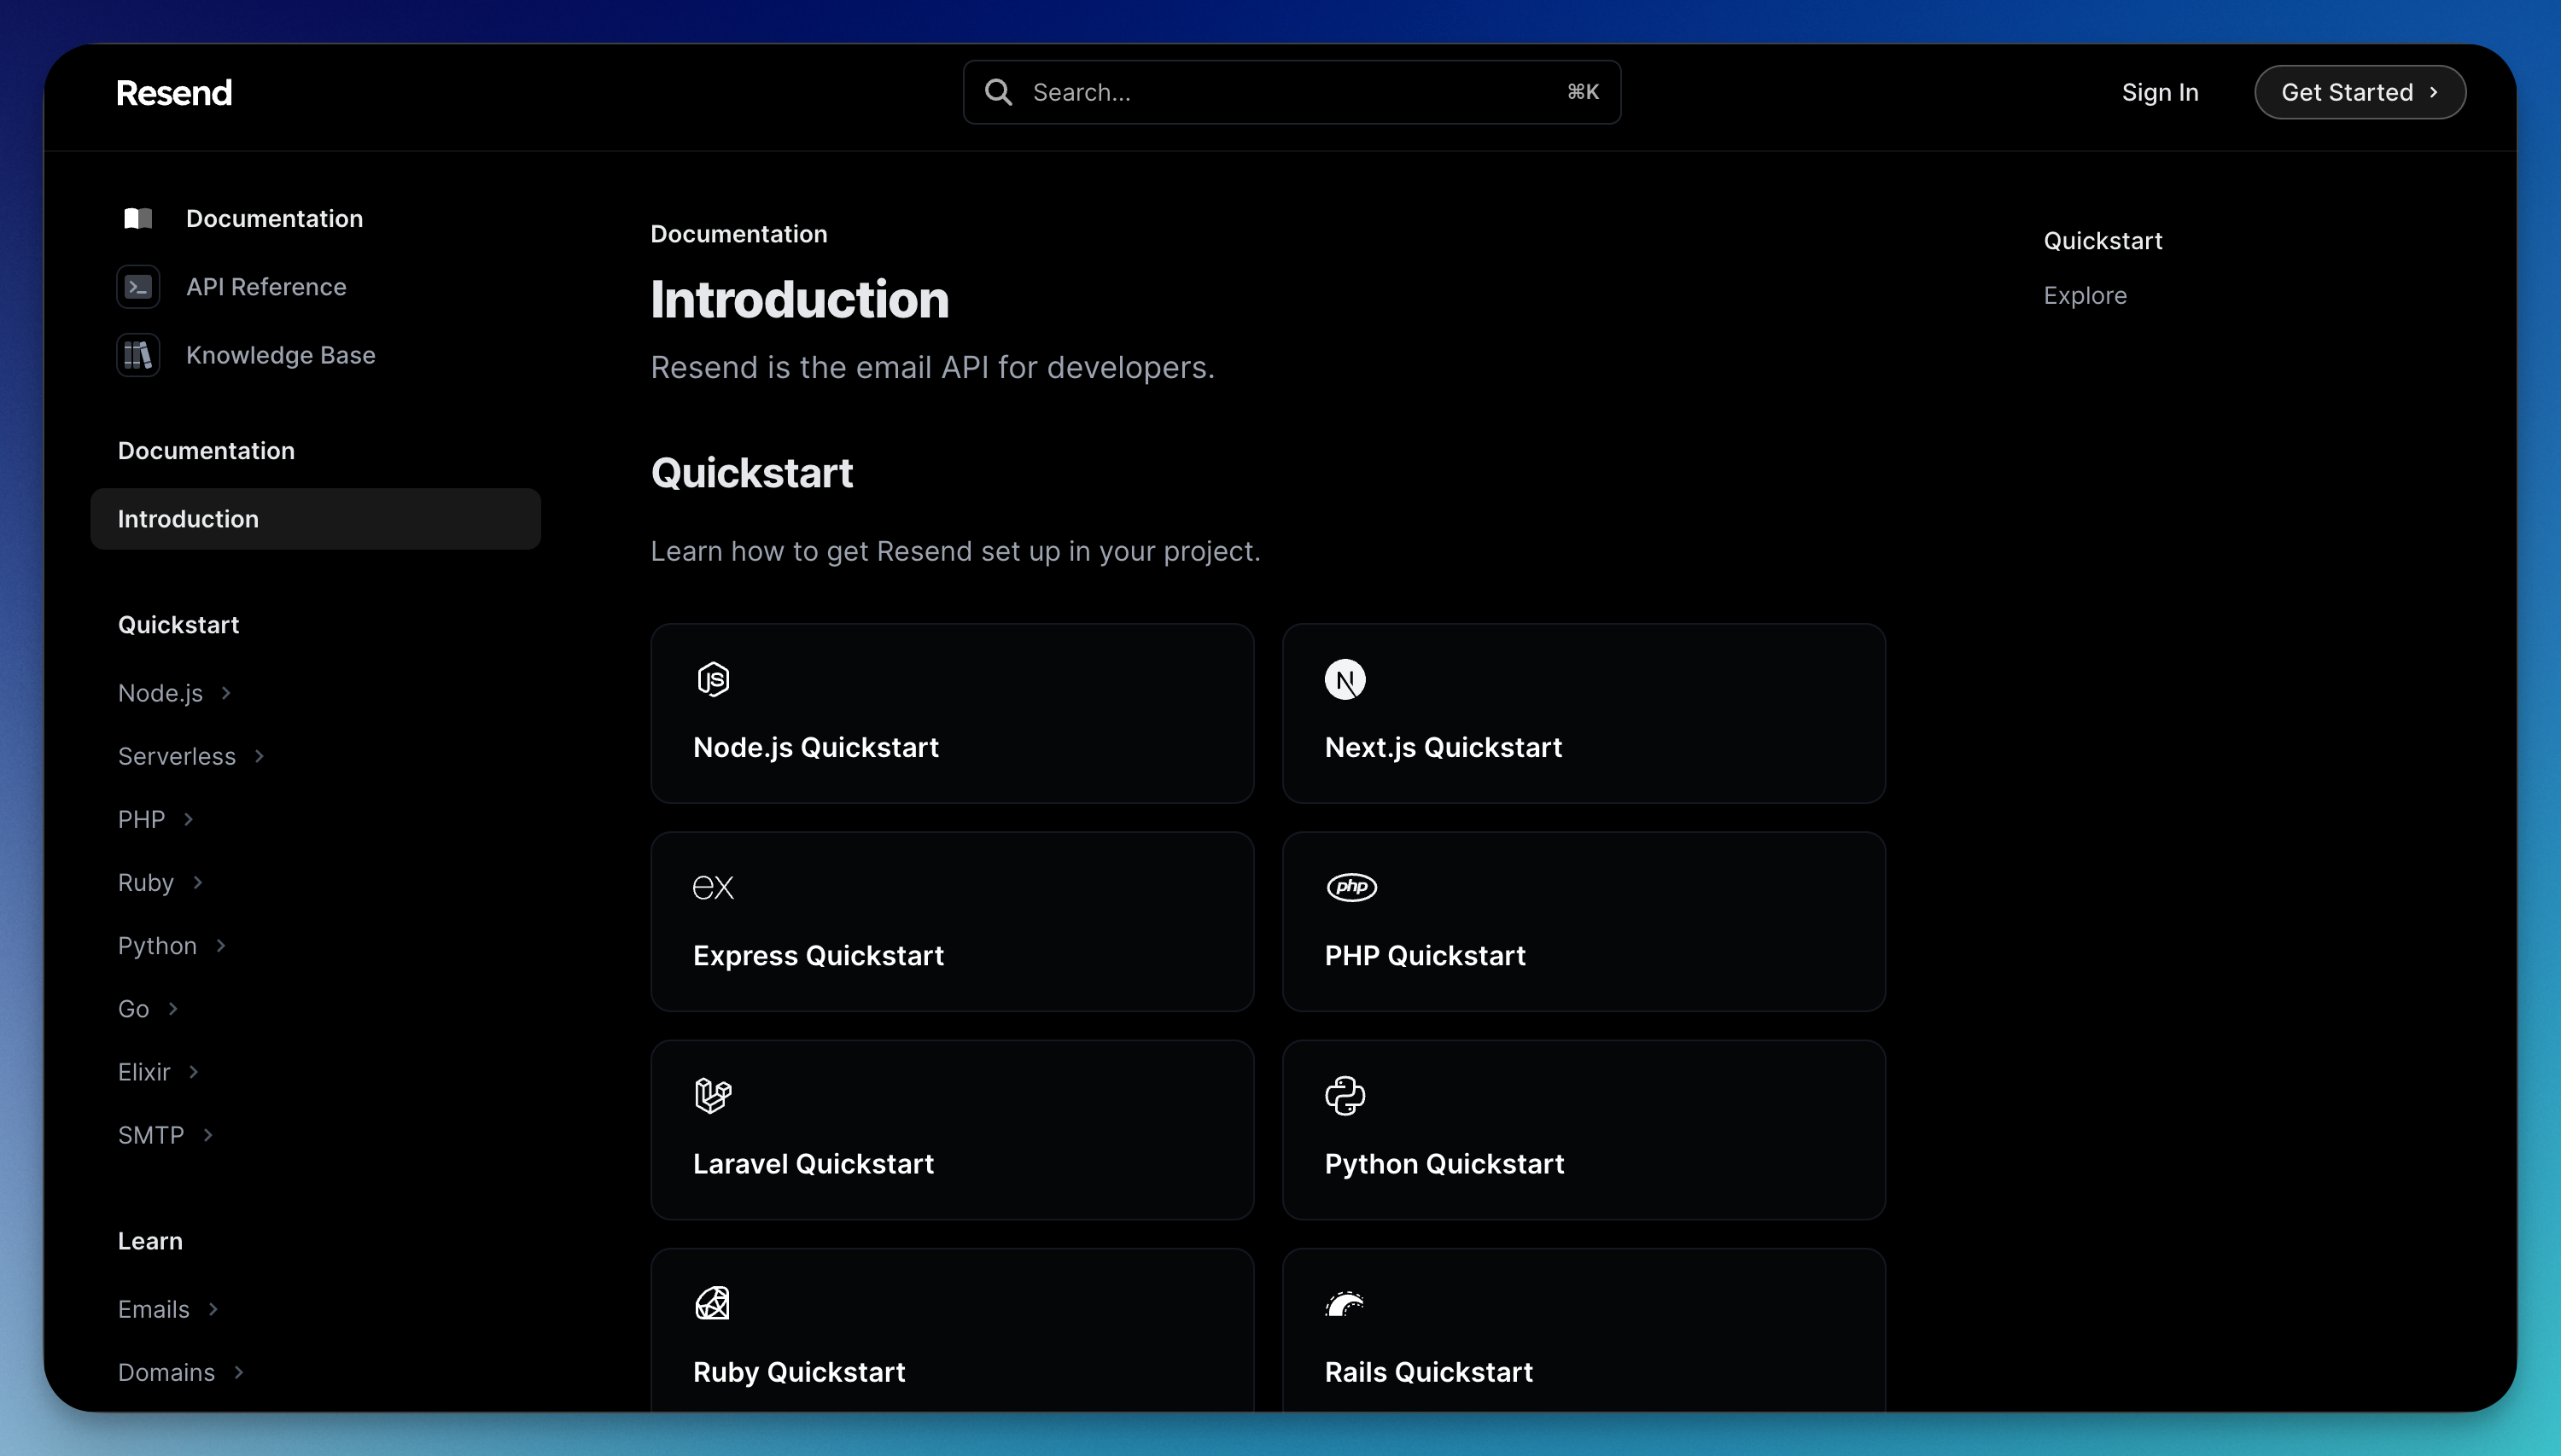 Resend
Search...
⌘K
Sign In
Get Started
Documentation
API Reference
Knowledge Base
Documentation
Introduction
Quickstart
Node.js
Serverless
PHP
Ruby
Python
Go
Elixir
SMTP
Learn
Emails
Domains
Documentation
Introduction
Resend is the email API for developers.
Quickstart
Learn how to get Resend set up in your project.
JS
Node.js Quickstart
N
Next.js Quickstart
ex
Express Quickstart
php
PHP Quickstart
Laravel Quickstart
Python Quickstart
Ruby Quickstart
Rails Quickstart
Quickstart
Explore